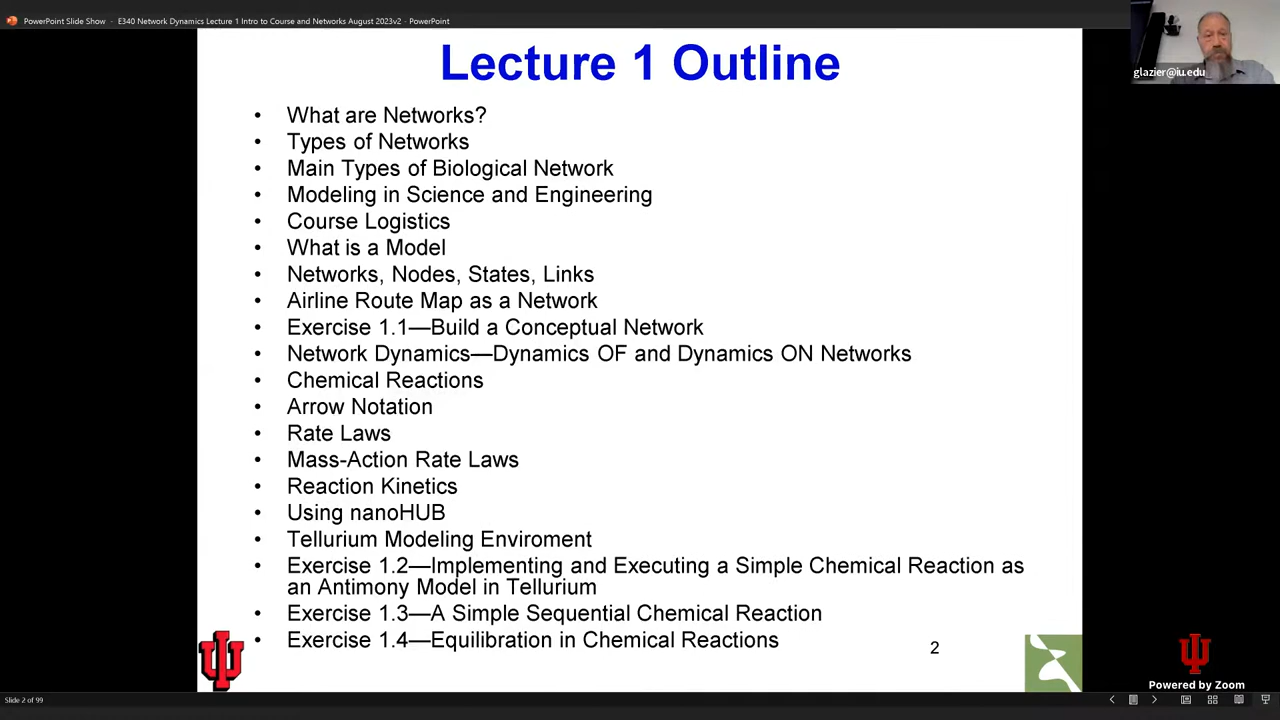 PowerPoint Slide Show - E340 Network Dynamics Lecture 1 Intro to Course and Networks August 2023v2 - PowerPoint
glazier@iu.edu
Lecture 1 Outline
• What are Networks?
• Types of Networks
• Main Types of Biological Network
• Modeling in Science and Engineering
• Course Logistics
• What is a Model
• Networks, Nodes, States, Links
• Airline Route Map as a Network
• Exercise 1.1—Build a Conceptual Network
• Network Dynamics—Dynamics OF and Dynamics ON Networks
• Chemical Reactions
• Arrow Notation
• Rate Laws
• Mass-Action Rate Laws
• Reaction Kinetics
• Using nanoHUB
• Tellurium Modeling Enviroment
• Exercise 1.2—Implementing and Executing a Simple Chemical Reaction as
an Antimony Model in Tellurium
• Exercise 1.3—A Simple Sequential Chemical Reaction
• Exercise 1.4—Equilibration in Chemical Reactions
2
Powered by Zoom
Slide 2 of 99